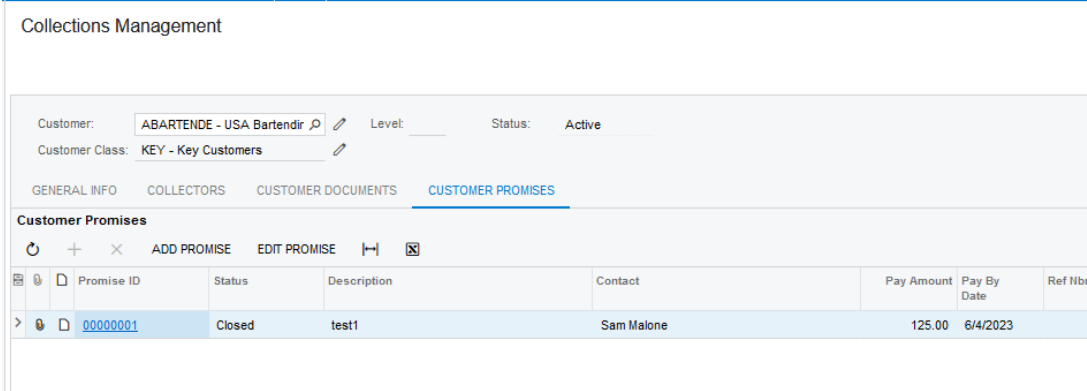 Collections Management
Customer: ABARTENDE - USA Bartendir Level: Status: Active
Customer Class: KEY - Key Customers
GENERAL INFO COLLECTORS CUSTOMER DOCUMENTS CUSTOMER PROMISES
Customer Promises
ADD PROMISE EDIT PROMISE
Promise ID Status Description Contact Pay Amount Pay By Date Ref Nbr
00000001 Closed test1 Sam Malone 125.00 6/4/2023